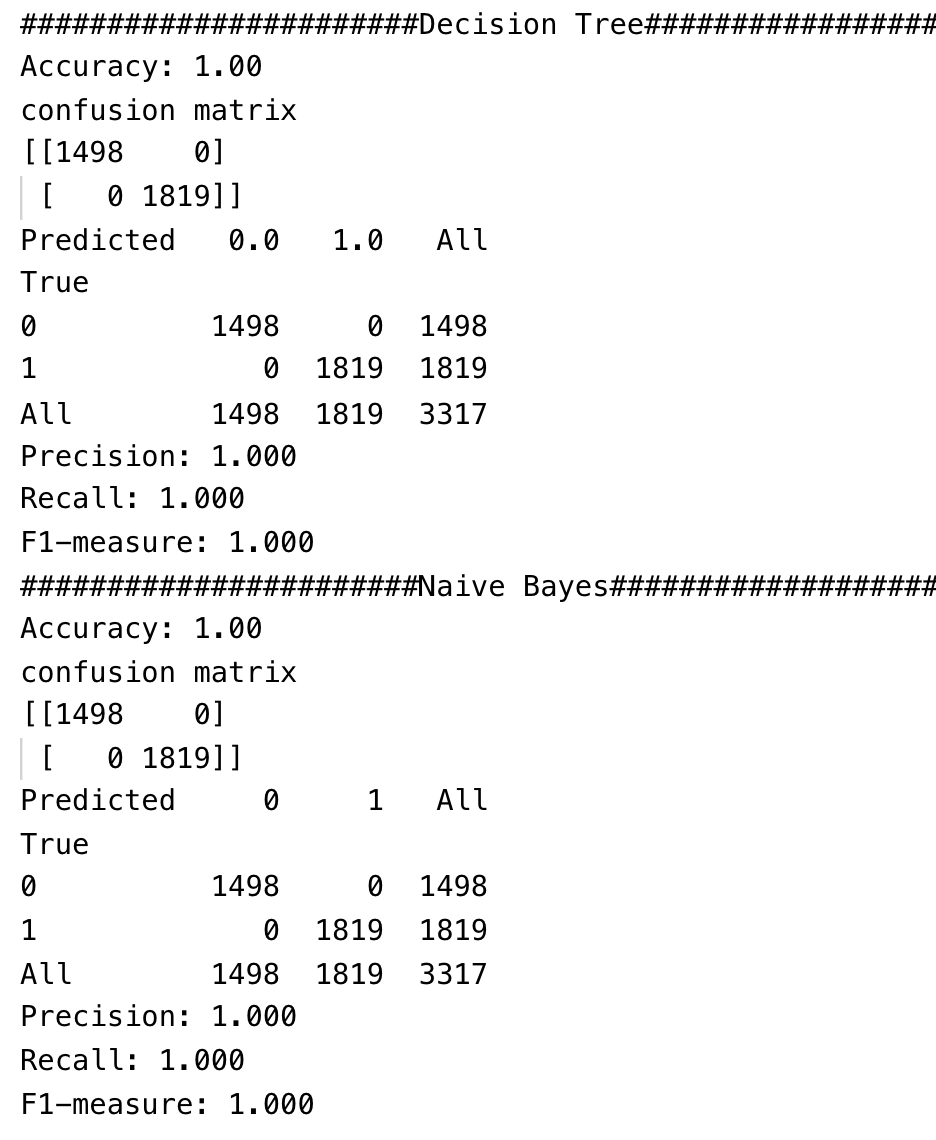 #######################Decision Tree#################
Accuracy: 1.00
confusion matrix
[[1498    0]
 [   0 1819]]
Predicted   0.0   1.0   All
True
0          1498     0  1498
1             0  1819  1819
All        1498  1819  3317
Precision: 1.000
Recall: 1.000
F1-measure: 1.000
#######################Naive Bayes###################
Accuracy: 1.00
confusion matrix
[[1498    0]
 [   0 1819]]
Predicted     0     1   All
True
0          1498     0  1498
1             0  1819  1819
All        1498  1819  3317
Precision: 1.000
Recall: 1.000
F1-measure: 1.000